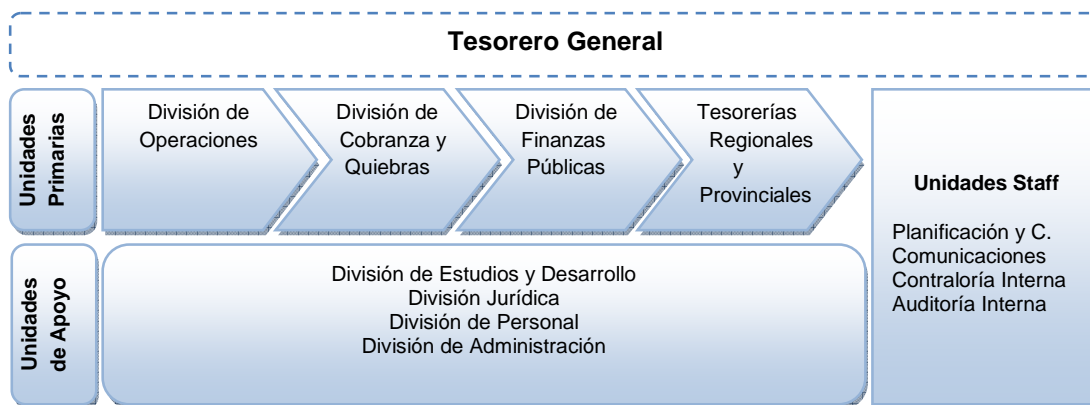 Tesorero General
Unidades
Primarias
División de
Operaciones
División de
Cobranza y
Quiebras
División de
Finanzas
Públicas
Tesorerías
Regionales
y
Provinciales
Unidades Staff
Planificación y C.
Comunicaciones
Contraloría Interna
Auditoría Interna
Unidades
de Apoyo
División de Estudios y Desarrollo
División Jurídica
División de Personal
División de Administración